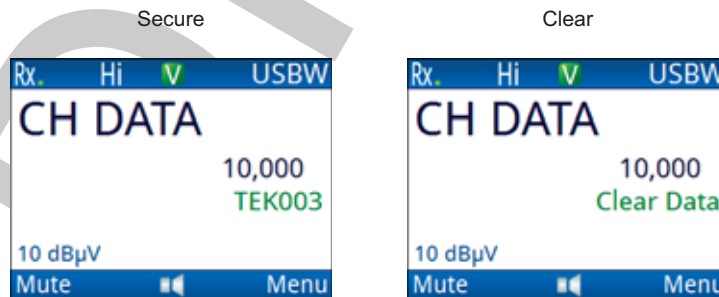 Secure
Clear
Rx. Hi V USBW
CH DATA
10,000
TEK003
10 dBµV
Mute Menu
Rx. Hi V USBW
CH DATA
10,000
Clear Data
10 dBµV
Mute Menu